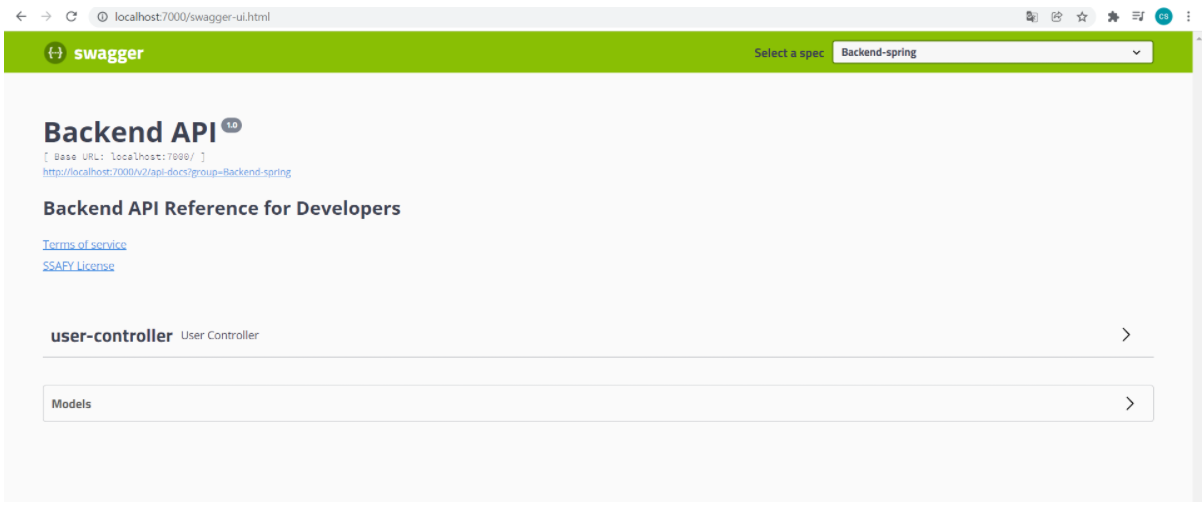 localhost:7000/swagger-ui.html
CS
{··} swagger
Select a spec Backend-spring
Backend API 1.0
[ Base URL: localhost:7000/ ]
http://localhost:7000/v2/api-docs?group=Backend-spring
Backend API Reference for Developers
Terms of service
SSAFY License
user-controller User Controller
Models